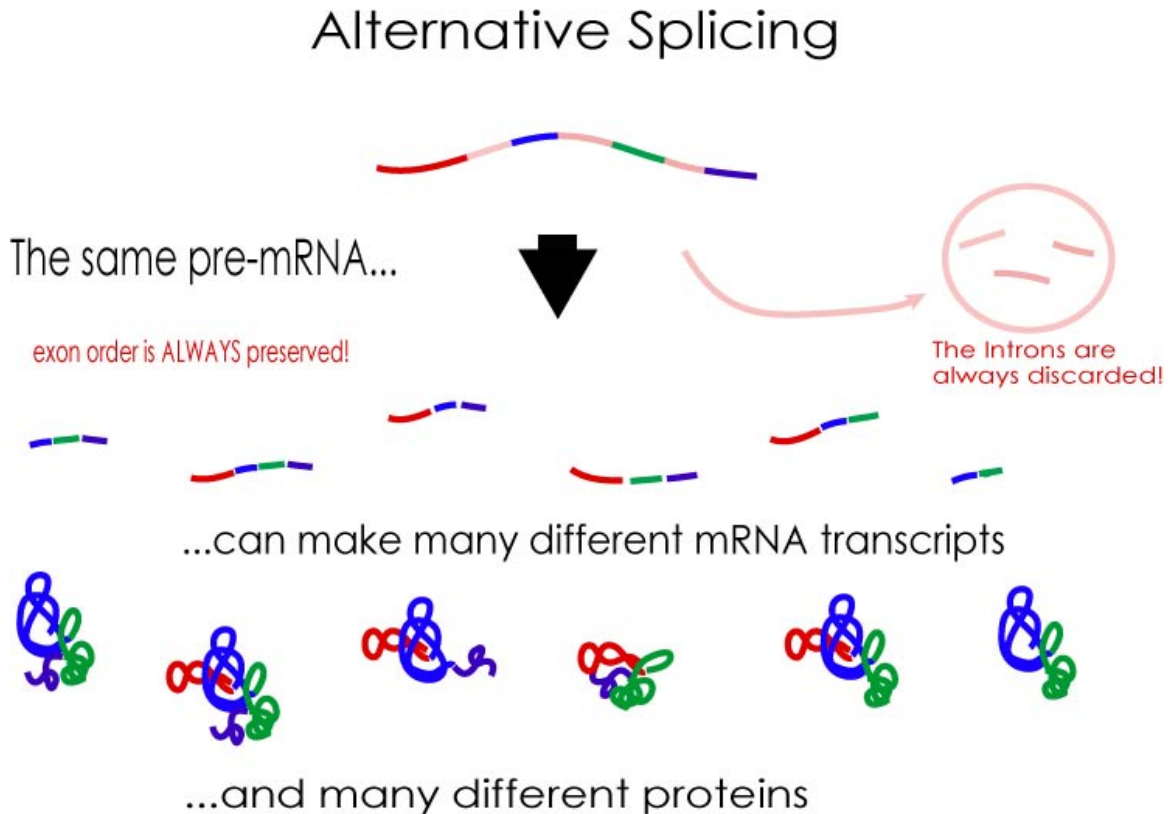 Alternative Splicing
The same pre-mRNA...
exon order is ALWAYS preserved!
The Introns are
always discarded!
...can make many different mRNA transcripts
...and many different proteins